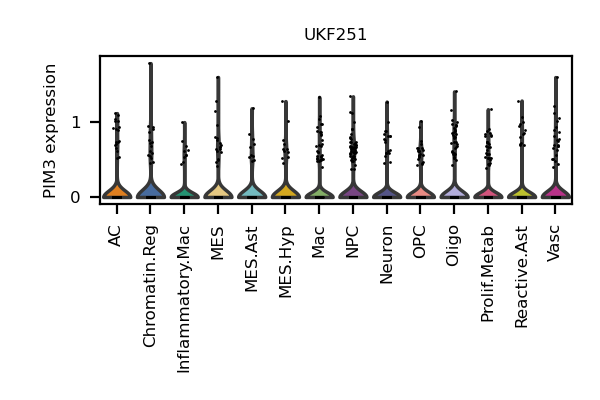 UKF251
PIM3 expression
1
0
AC
Chromatin.Reg
Inflammatory.Mac
MES
MES.Ast
MES.Hyp
Mac
NPC
Neuron
OPC
Oligo
Prolif.Metab
Reactive.Ast
Vasc